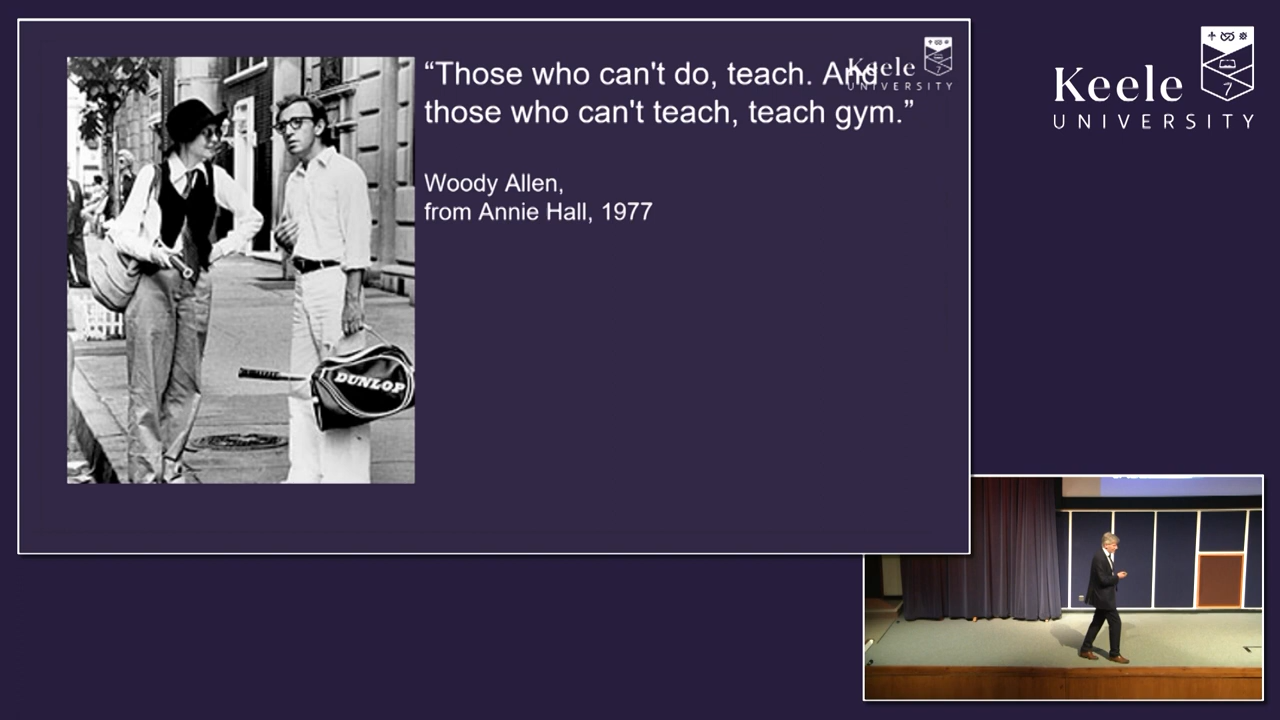 “Those who can't do, teach. And
those who can't teach, teach gym.”
Woody Allen,
from Annie Hall, 1977
DUNLOP
Keele
UNIVERSITY
Keele
UNIVERSITY
7